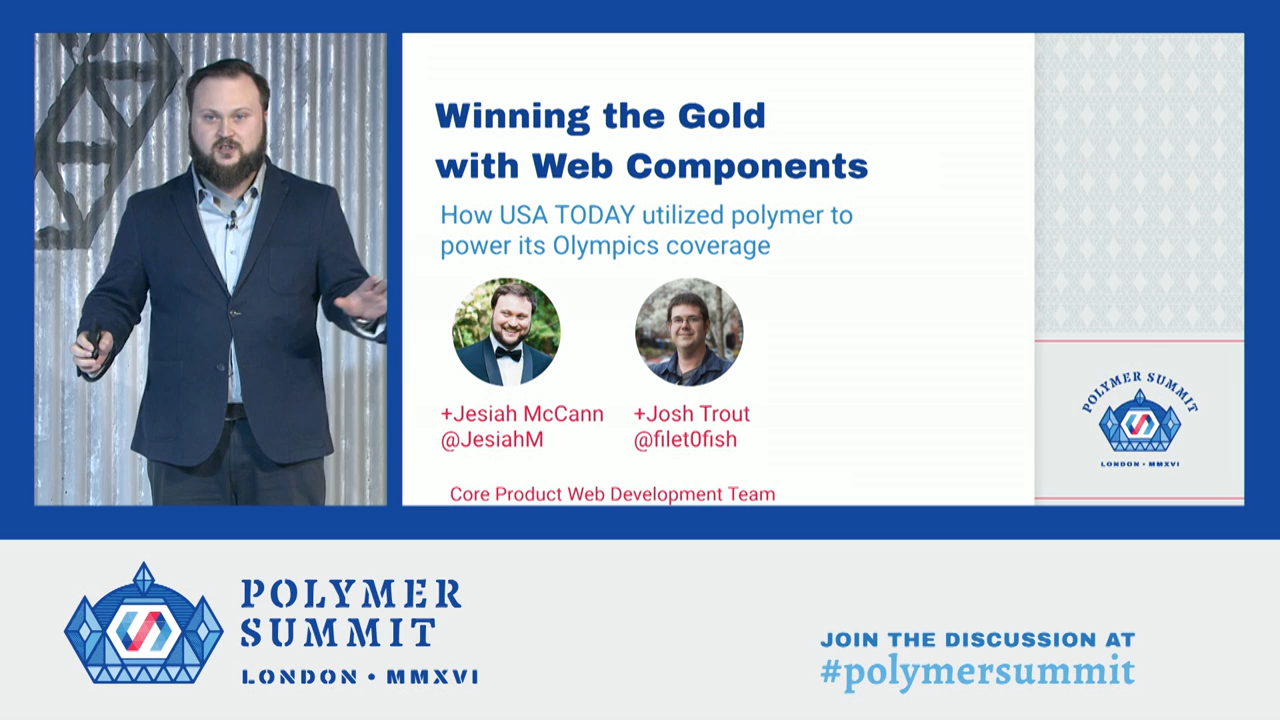 Winning the Gold
with Web Components
How USA TODAY utilized polymer to
power its Olympics coverage
+Jesiah McCann
@JesiahM
+Josh Trout
@filet0fish
Core Product Web Development Team
POLYMER SUMMIT
LONDON • MMXVI
POLYMER
SUMMIT
LONDON • MMXVI
JOIN THE DISCUSSION AT
#polymersummit